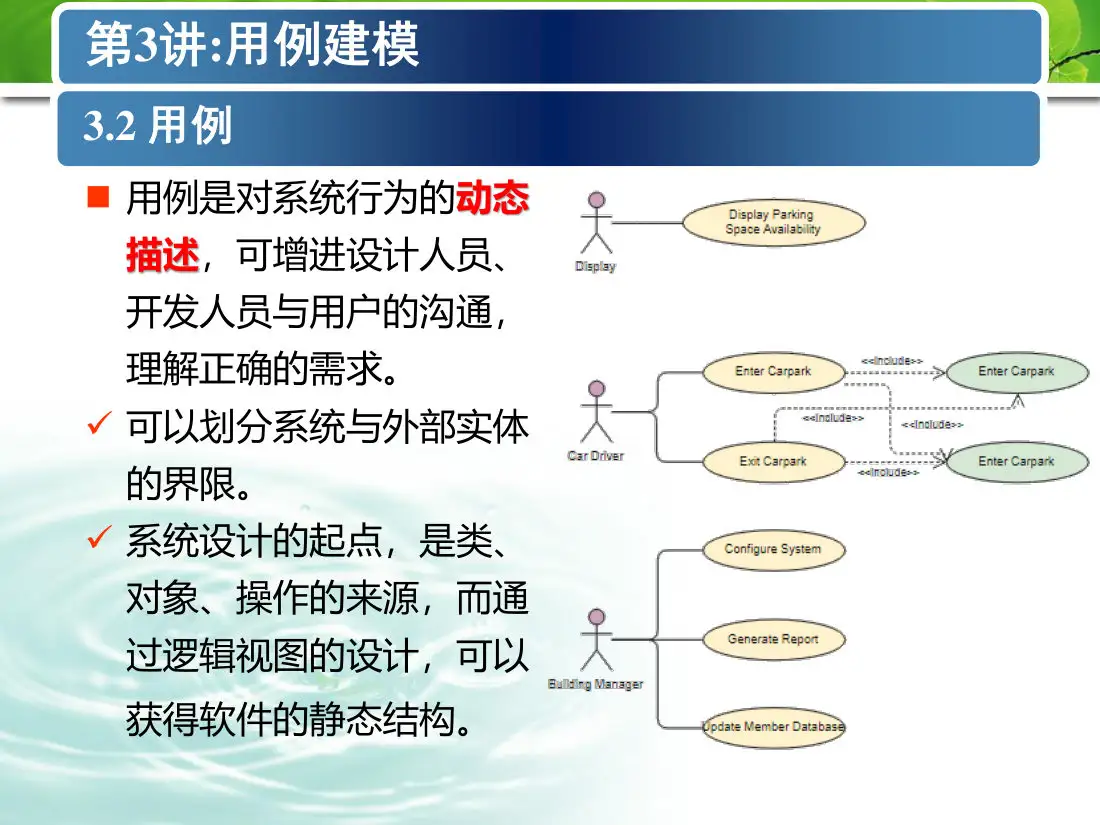 第3讲:用例建模
3.2 用例
用例是对系统行为的动态
描述，可增进设计人员、
开发人员与用户的沟通，
理解正确的需求。
可以划分系统与外部实体
的界限。
系统设计的起点，是类、
对象、操作的来源，而通
过逻辑视图的设计，可以
获得软件的静态结构。
Display Parking
Space Availability
Display
Enter Carpark
<<Include>>
Enter Carpark
<<Include>>
<<Include>>
Car Driver
Exit Carpark
<<Include>>
Enter Carpark
Configure System
Generate Report
Building Manager
Update Member Database